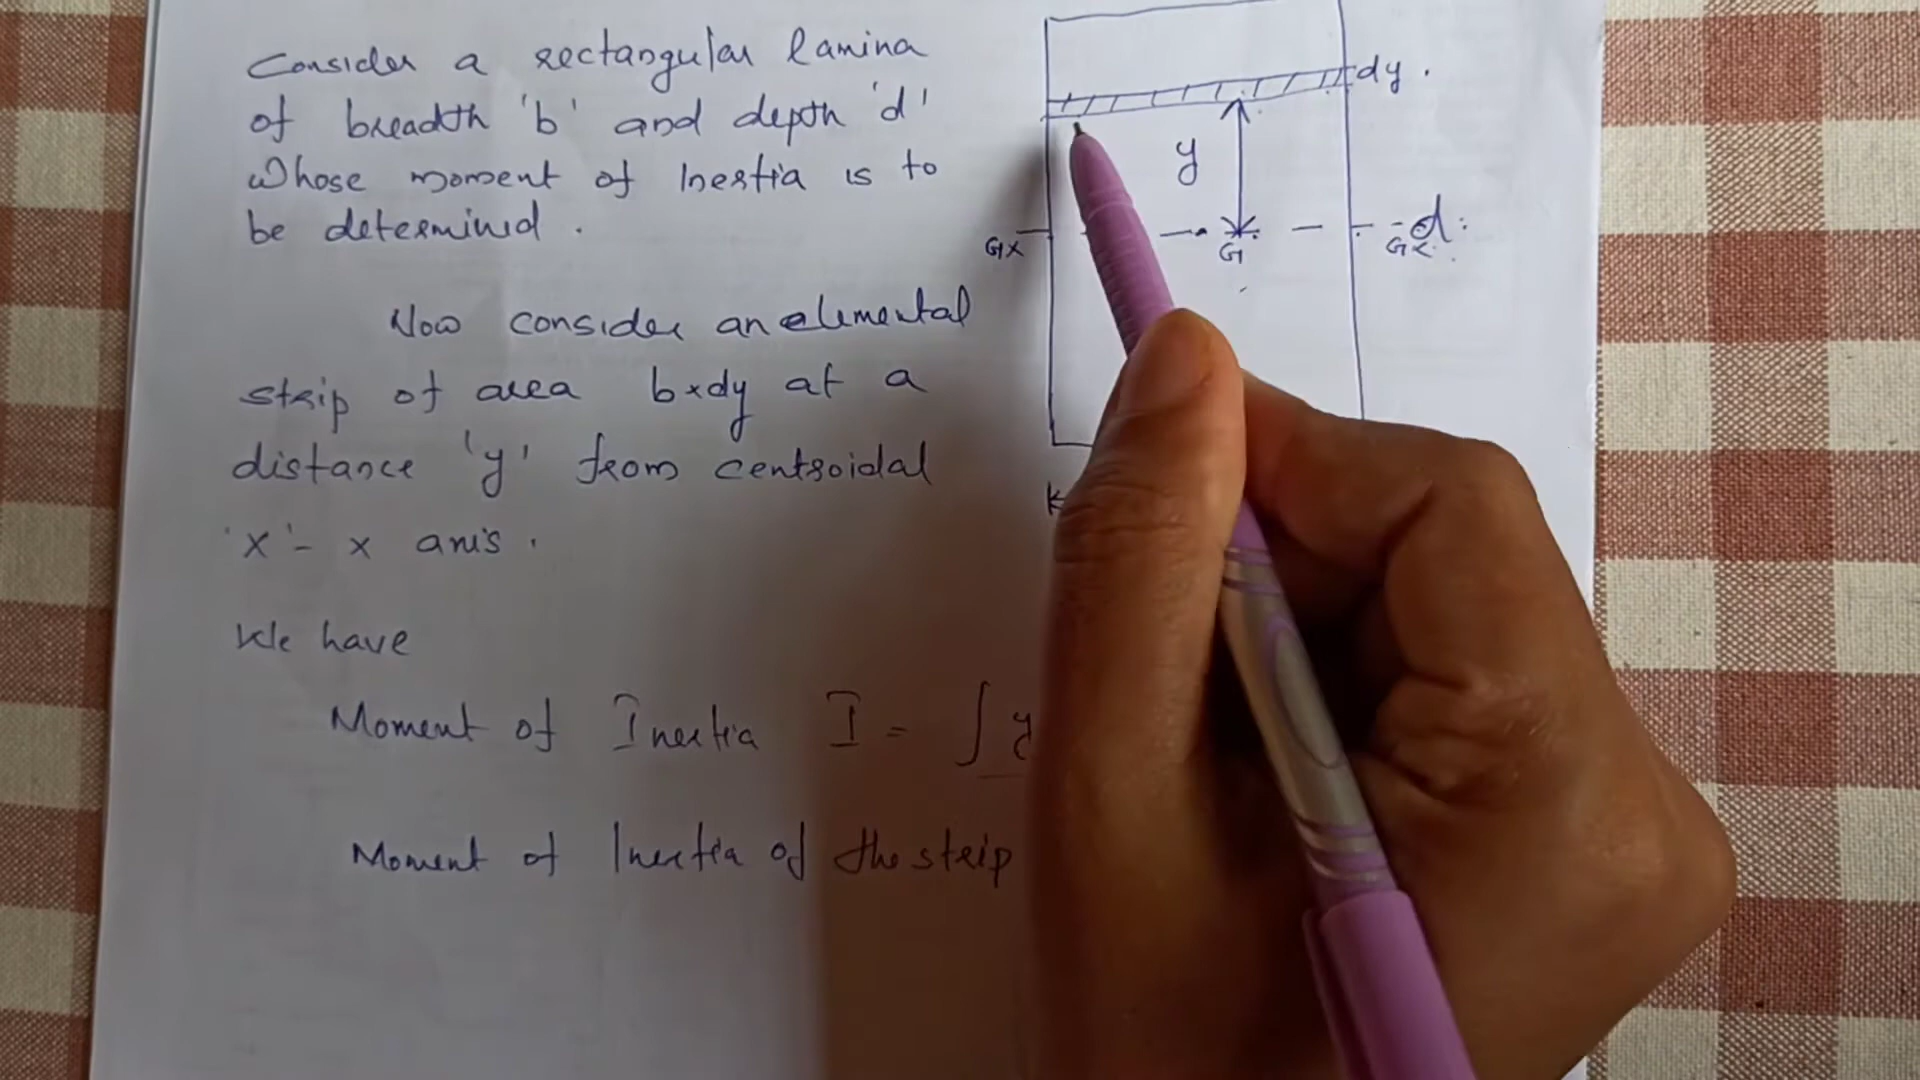 Consider a rectangular lamina
of breadth 'b' and depth 'd'
whose moment of Inertia is to
be determined .
Now consider an elemental
strip of area b×dy at a
distance 'y' from centroidal
'x'- x axis .
We have
Moment of Inertia I = ∫ y
Moment of Inertia of the strip
dy .
y
Gx
G
d